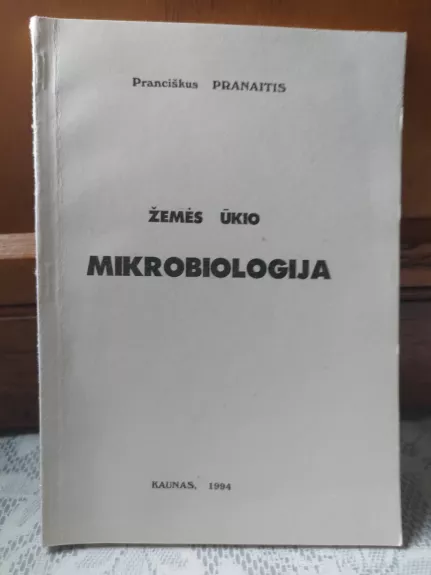 Pranciškus PRANAITIS
ŽEMĖS ŪKIO
MIKROBIOLOGIJA
KAUNAS, 1994